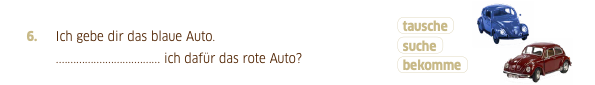 6. Ich gebe dir das blaue Auto.
................................... ich dafür das rote Auto?
tausche
suche
bekomme